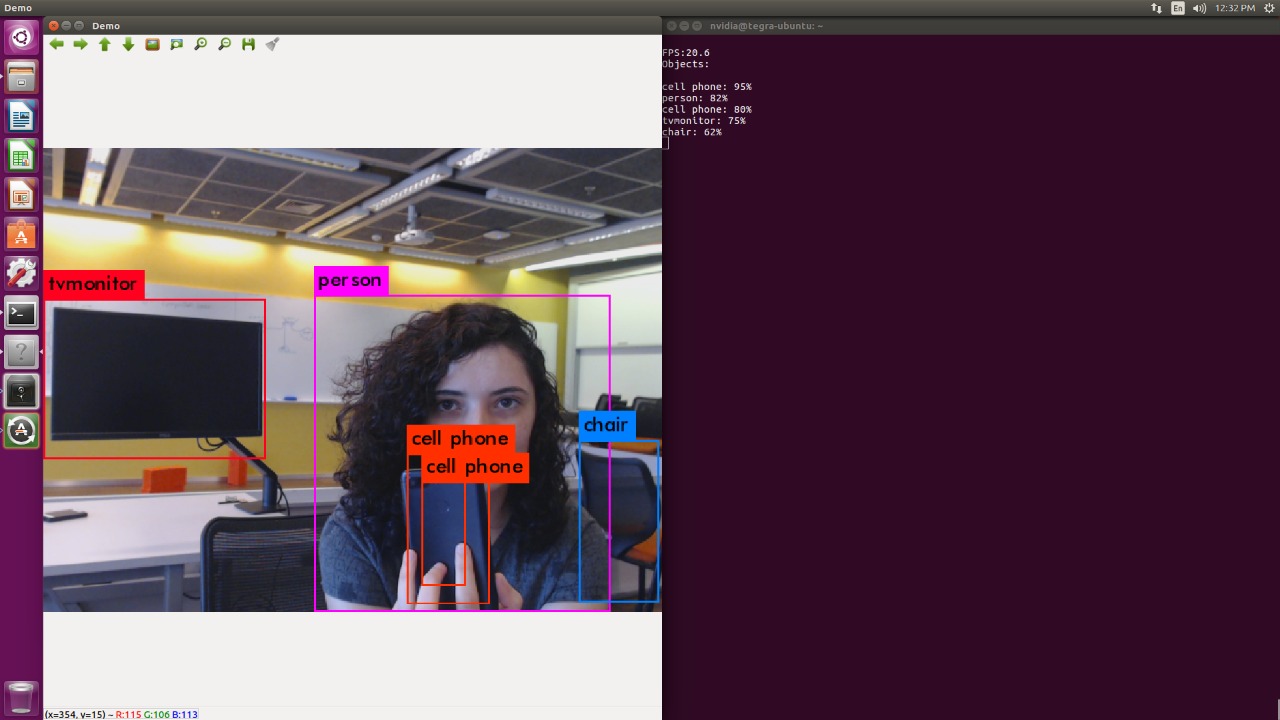 Demo
En
12:32 PM
Demo
nvidia@tegra-ubuntu: ~
FPS:20.6
Objects:
cell phone: 95%
person: 82%
cell phone: 80%
tvmonitor: 75%
chair: 62%
person
tvmonitor
chair
cell phone
cell phone
(x=354, y=15) ~ R:115 G:106 B:113